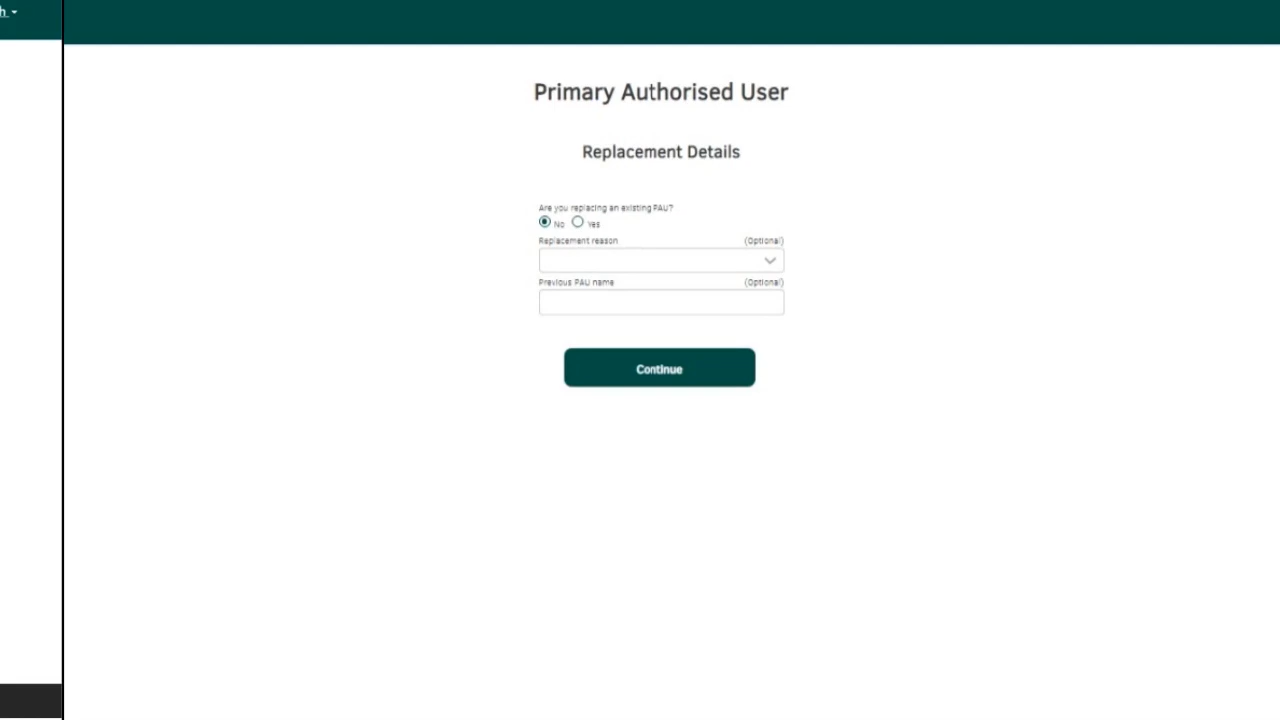 h
Primary Authorised User
Replacement Details
Are you replacing an existing PAU?
No Yes
Replacement reason (Optional)
Previous PAU name (Optional)
Continue